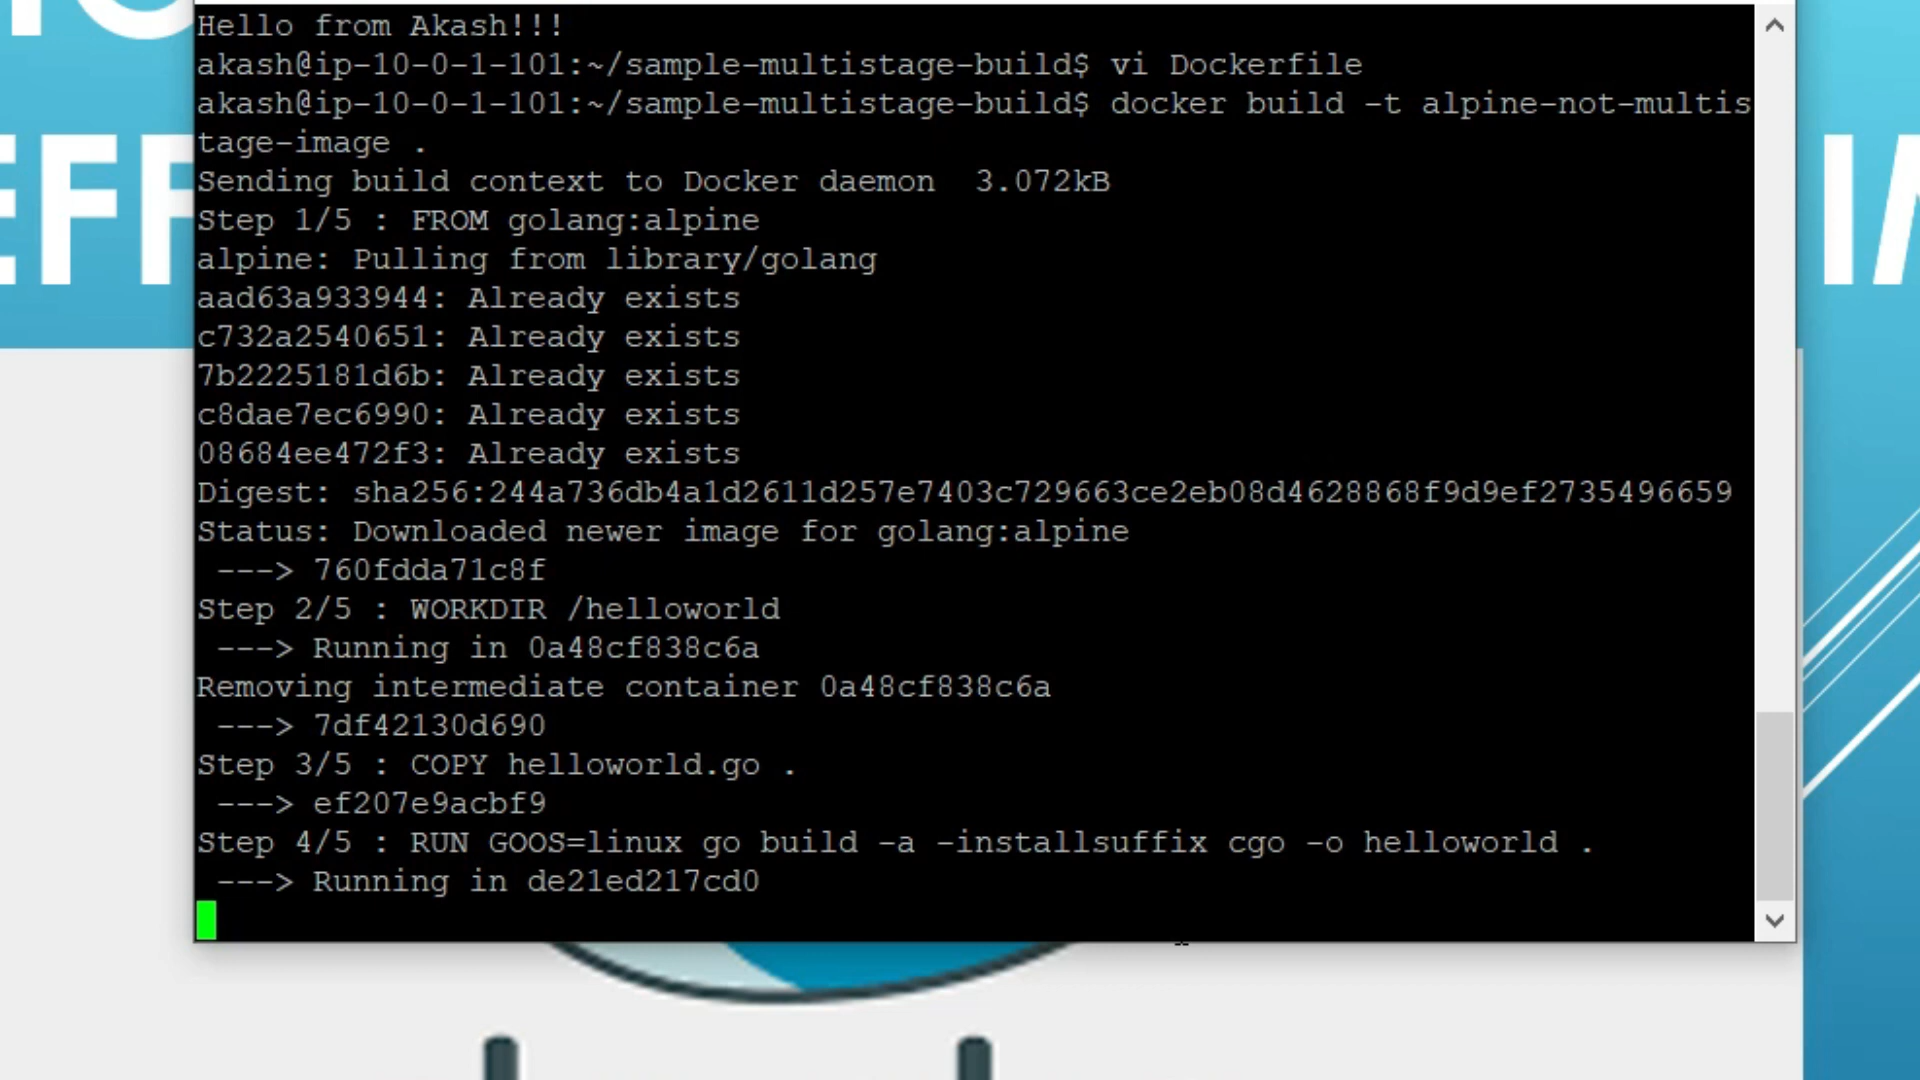 Hello from Akash!!!
akash@ip-10-0-1-101:~/sample-multistage-build$ vi Dockerfile
akash@ip-10-0-1-101:~/sample-multistage-build$ docker build -t alpine-not-multis
tage-image .
Sending build context to Docker daemon  3.072kB
Step 1/5 : FROM golang:alpine
alpine: Pulling from library/golang
aad63a933944: Already exists
c732a2540651: Already exists
7b2225181d6b: Already exists
c8dae7ec6990: Already exists
08684ee472f3: Already exists
Digest: sha256:244a736db4a1d2611d257e7403c729663ce2eb08d4628868f9d9ef2735496659
Status: Downloaded newer image for golang:alpine
 ---> 760fdda71c8f
Step 2/5 : WORKDIR /helloworld
 ---> Running in 0a48cf838c6a
Removing intermediate container 0a48cf838c6a
 ---> 7df42130d690
Step 3/5 : COPY helloworld.go .
 ---> ef207e9acbf9
Step 4/5 : RUN GOOS=linux go build -a -installsuffix cgo -o helloworld .
 ---> Running in de21ed217cd0